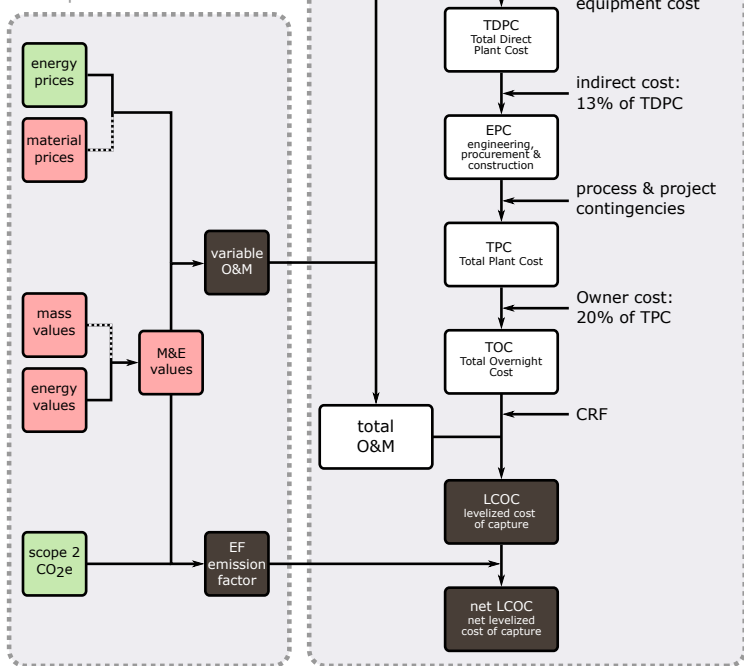 equipment cost
TDPC
Total Direct
Plant Cost
energy
prices
indirect cost:
13% of TDPC
material
prices
EPC
engineering,
procurement &
construction
process & project
contingencies
variable
O&M
TPC
Total Plant Cost
mass
values
Owner cost:
20% of TPC
M&E
values
TOC
Total Overnight
Cost
energy
values
total
O&M
CRF
LCOC
levelized cost
of capture
scope 2
CO2e
EF
emission
factor
net LCOC
net levelized
cost of capture